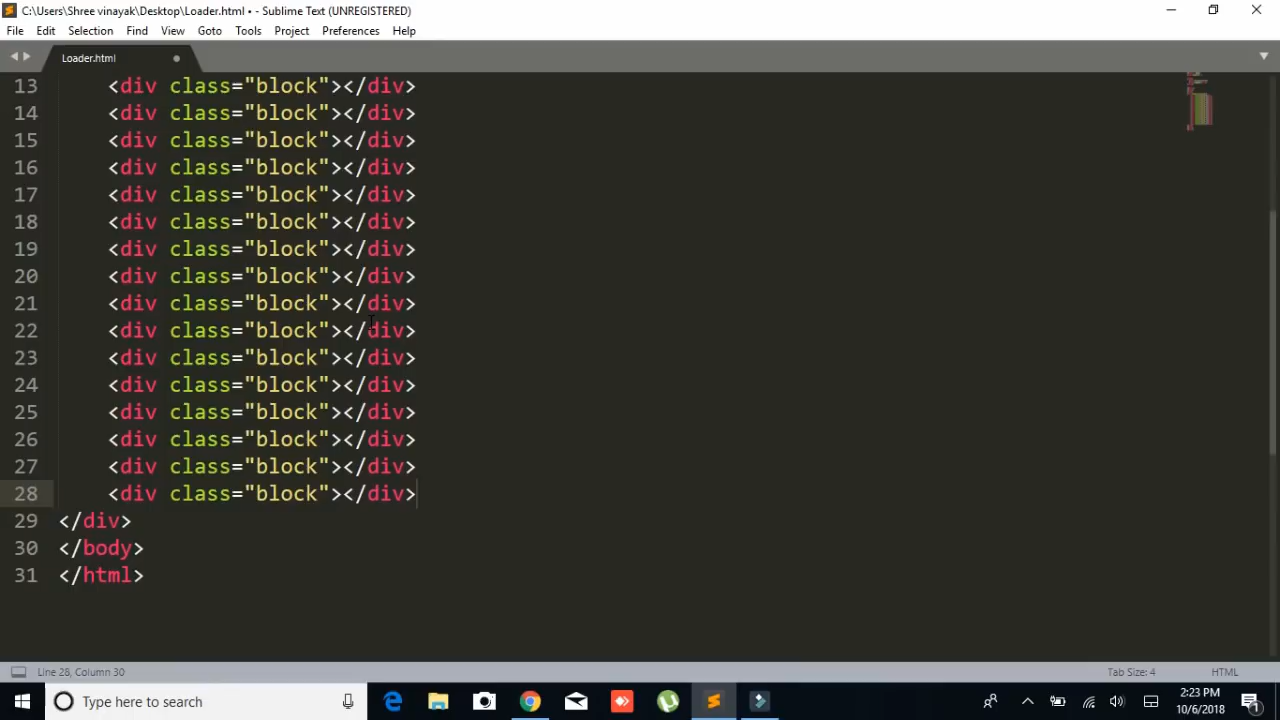 C:\Users\Shree vinayak\Desktop\Loader.html • - Sublime Text (UNREGISTERED)
File Edit Selection Find View Goto Tools Project Preferences Help
Loader.html
13 <div class="block"></div>
14 <div class="block"></div>
15 <div class="block"></div>
16 <div class="block"></div>
17 <div class="block"></div>
18 <div class="block"></div>
19 <div class="block"></div>
20 <div class="block"></div>
21 <div class="block"></div>
22 <div class="block"></div>
23 <div class="block"></div>
24 <div class="block"></div>
25 <div class="block"></div>
26 <div class="block"></div>
27 <div class="block"></div>
28 <div class="block"></div>
29 </div>
30 </body>
31 </html>
Line 28, Column 30 Tab Size: 4 HTML
Type here to search
2:23 PM
10/6/2018
1